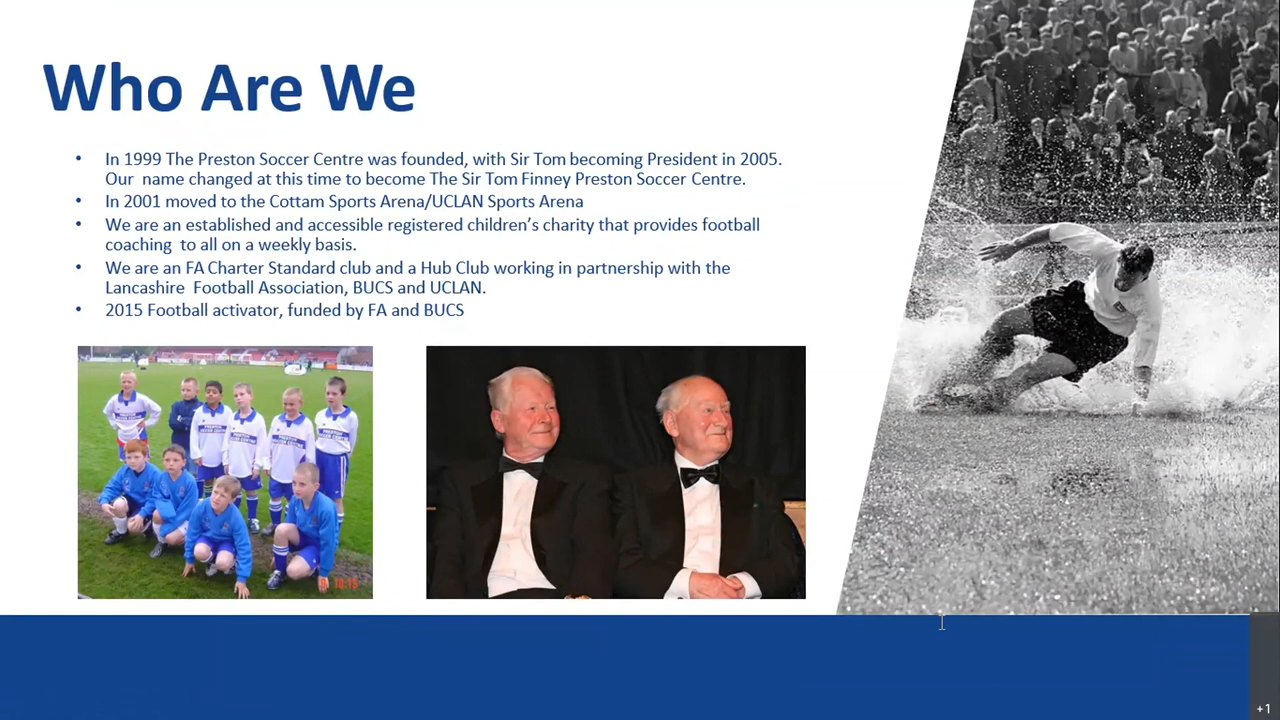 Who Are We
• In 1999 The Preston Soccer Centre was founded, with Sir Tom becoming President in 2005.
Our name changed at this time to become The Sir Tom Finney Preston Soccer Centre.
• In 2001 moved to the Cottam Sports Arena/UCLAN Sports Arena
• We are an established and accessible registered children’s charity that provides football
coaching to all on a weekly basis.
• We are an FA Charter Standard club and a Hub Club working in partnership with the
Lancashire Football Association, BUCS and UCLAN.
• 2015 Football activator, funded by FA and BUCS
+1